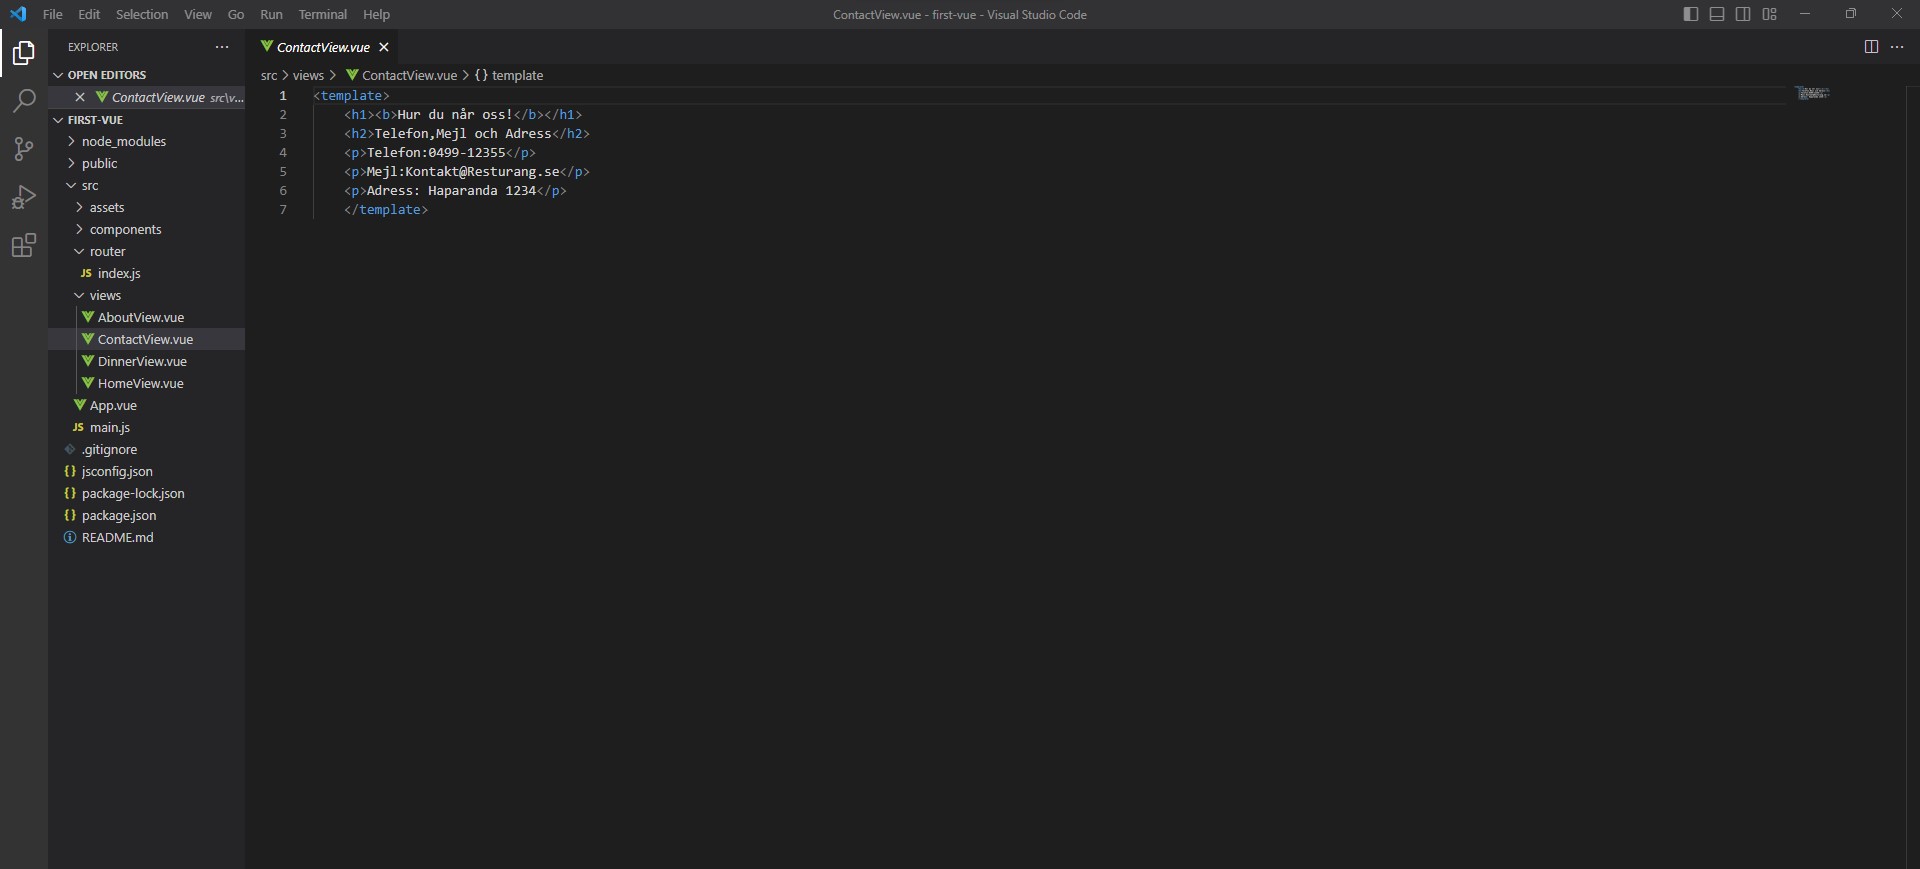 File Edit Selection View Go Run Terminal Help
ContactView.vue - first-vue - Visual Studio Code
EXPLORER
OPEN EDITORS
ContactView.vue src\v...
FIRST-VUE
node_modules
public
src
assets
components
router
JS index.js
views
AboutView.vue
ContactView.vue
DinnerView.vue
HomeView.vue
App.vue
JS main.js
.gitignore
{} jsconfig.json
{} package-lock.json
{} package.json
README.md
ContactView.vue
src > views > ContactView.vue > {} template
1 <template>
2 <h1><b>Hur du når oss!</b></h1>
3 <h2>Telefon,Mejl och Adress</h2>
4 <p>Telefon:0499-12355</p>
5 <p>Mejl:Kontakt@Resturang.se</p>
6 <p>Adress: Haparanda 1234</p>
7 </template>